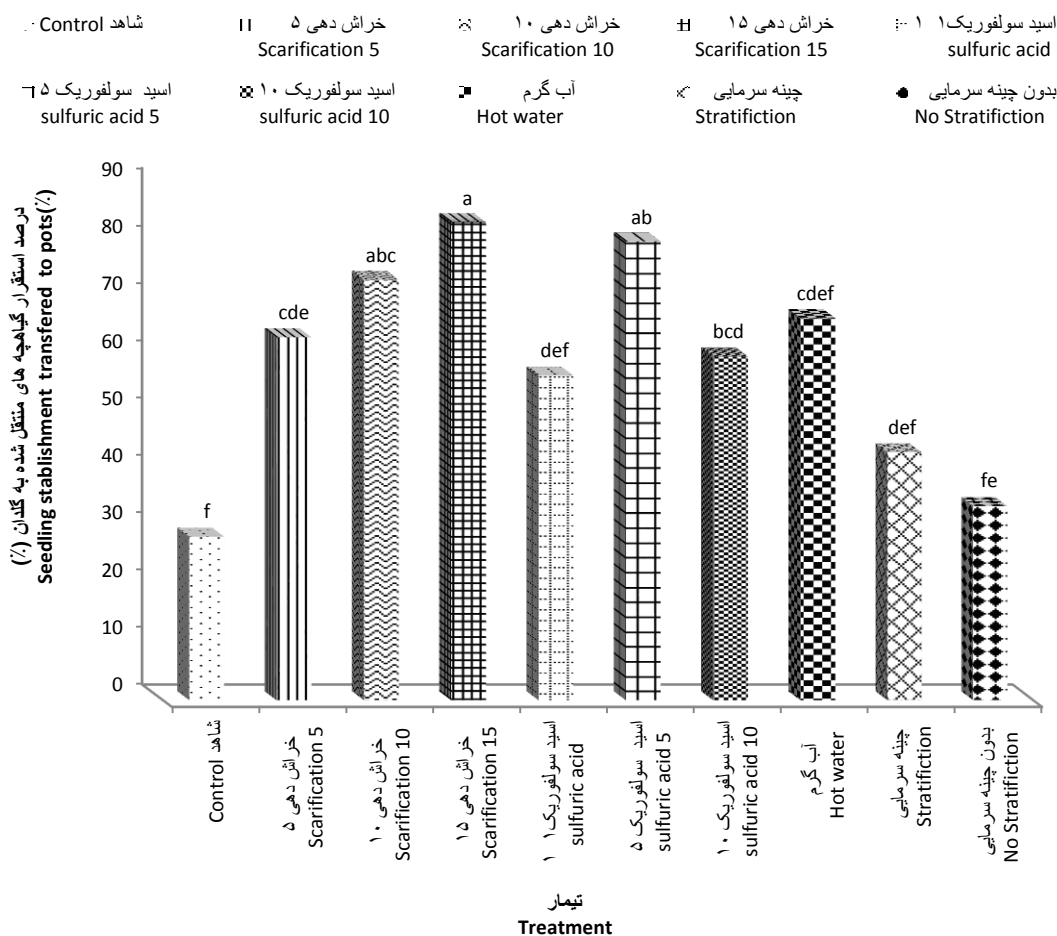 شاهد Control
خراش دهی ۵
Scarification 5
خراش دهی ۱۰
Scarification 10
خراش دهی ۱۵
Scarification 15
اسید سولفوریک۱ 1
sulfuric acid
اسید سولفوریک ۵
sulfuric acid 5
اسید سولفوریک ۱۰
sulfuric acid 10
آب گرم
Hot water
چینه سرمایی
Stratifiction
بدون چینه سرمایی
No Stratifiction
درصد استقرار گیاهچه های منتقل شده به گلدان (٪)
Seedling stablishment transfered to pots(٪)
90
80
70
60
50
40
30
20
10
0
f
cde
abc
a
def
ab
bcd
cdef
def
fe
شاهد Control
خراش دهی ۵
Scarification 5
خراش دهی ۱۰
Scarification 10
خراش دهی ۱۵
Scarification 15
اسید سولفوریک۱ 1
sulfuric acid
اسید سولفوریک ۵
sulfuric acid 5
اسید سولفوریک ۱۰
sulfuric acid 10
آب گرم
Hot water
چینه سرمایی
Stratifiction
بدون چینه سرمایی
No Stratifiction
تیمار
Treatment